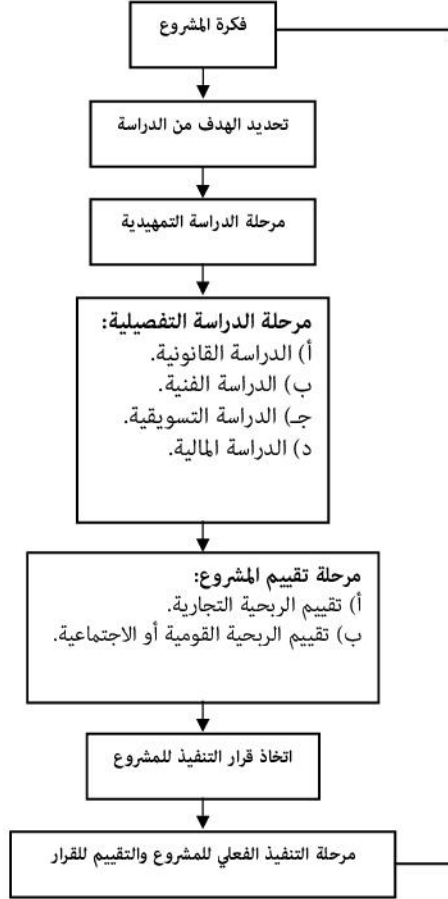 فكرة المشروع
تحديد الهدف من الدراسة
مرحلة الدراسة التمهيدية
مرحلة الدراسة التفصيلية:
أ) الدراسة القانونية.
ب) الدراسة الفنية.
جـ) الدراسة التسويقية.
د) الدراسة المالية.
مرحلة تقييم المشروع:
أ) تقييم الربحية التجارية.
ب) تقييم الربحية القومية أو الاجتماعية.
اتخاذ قرار التنفيذ للمشروع
مرحلة التنفيذ الفعلي للمشروع والتقييم للقرار